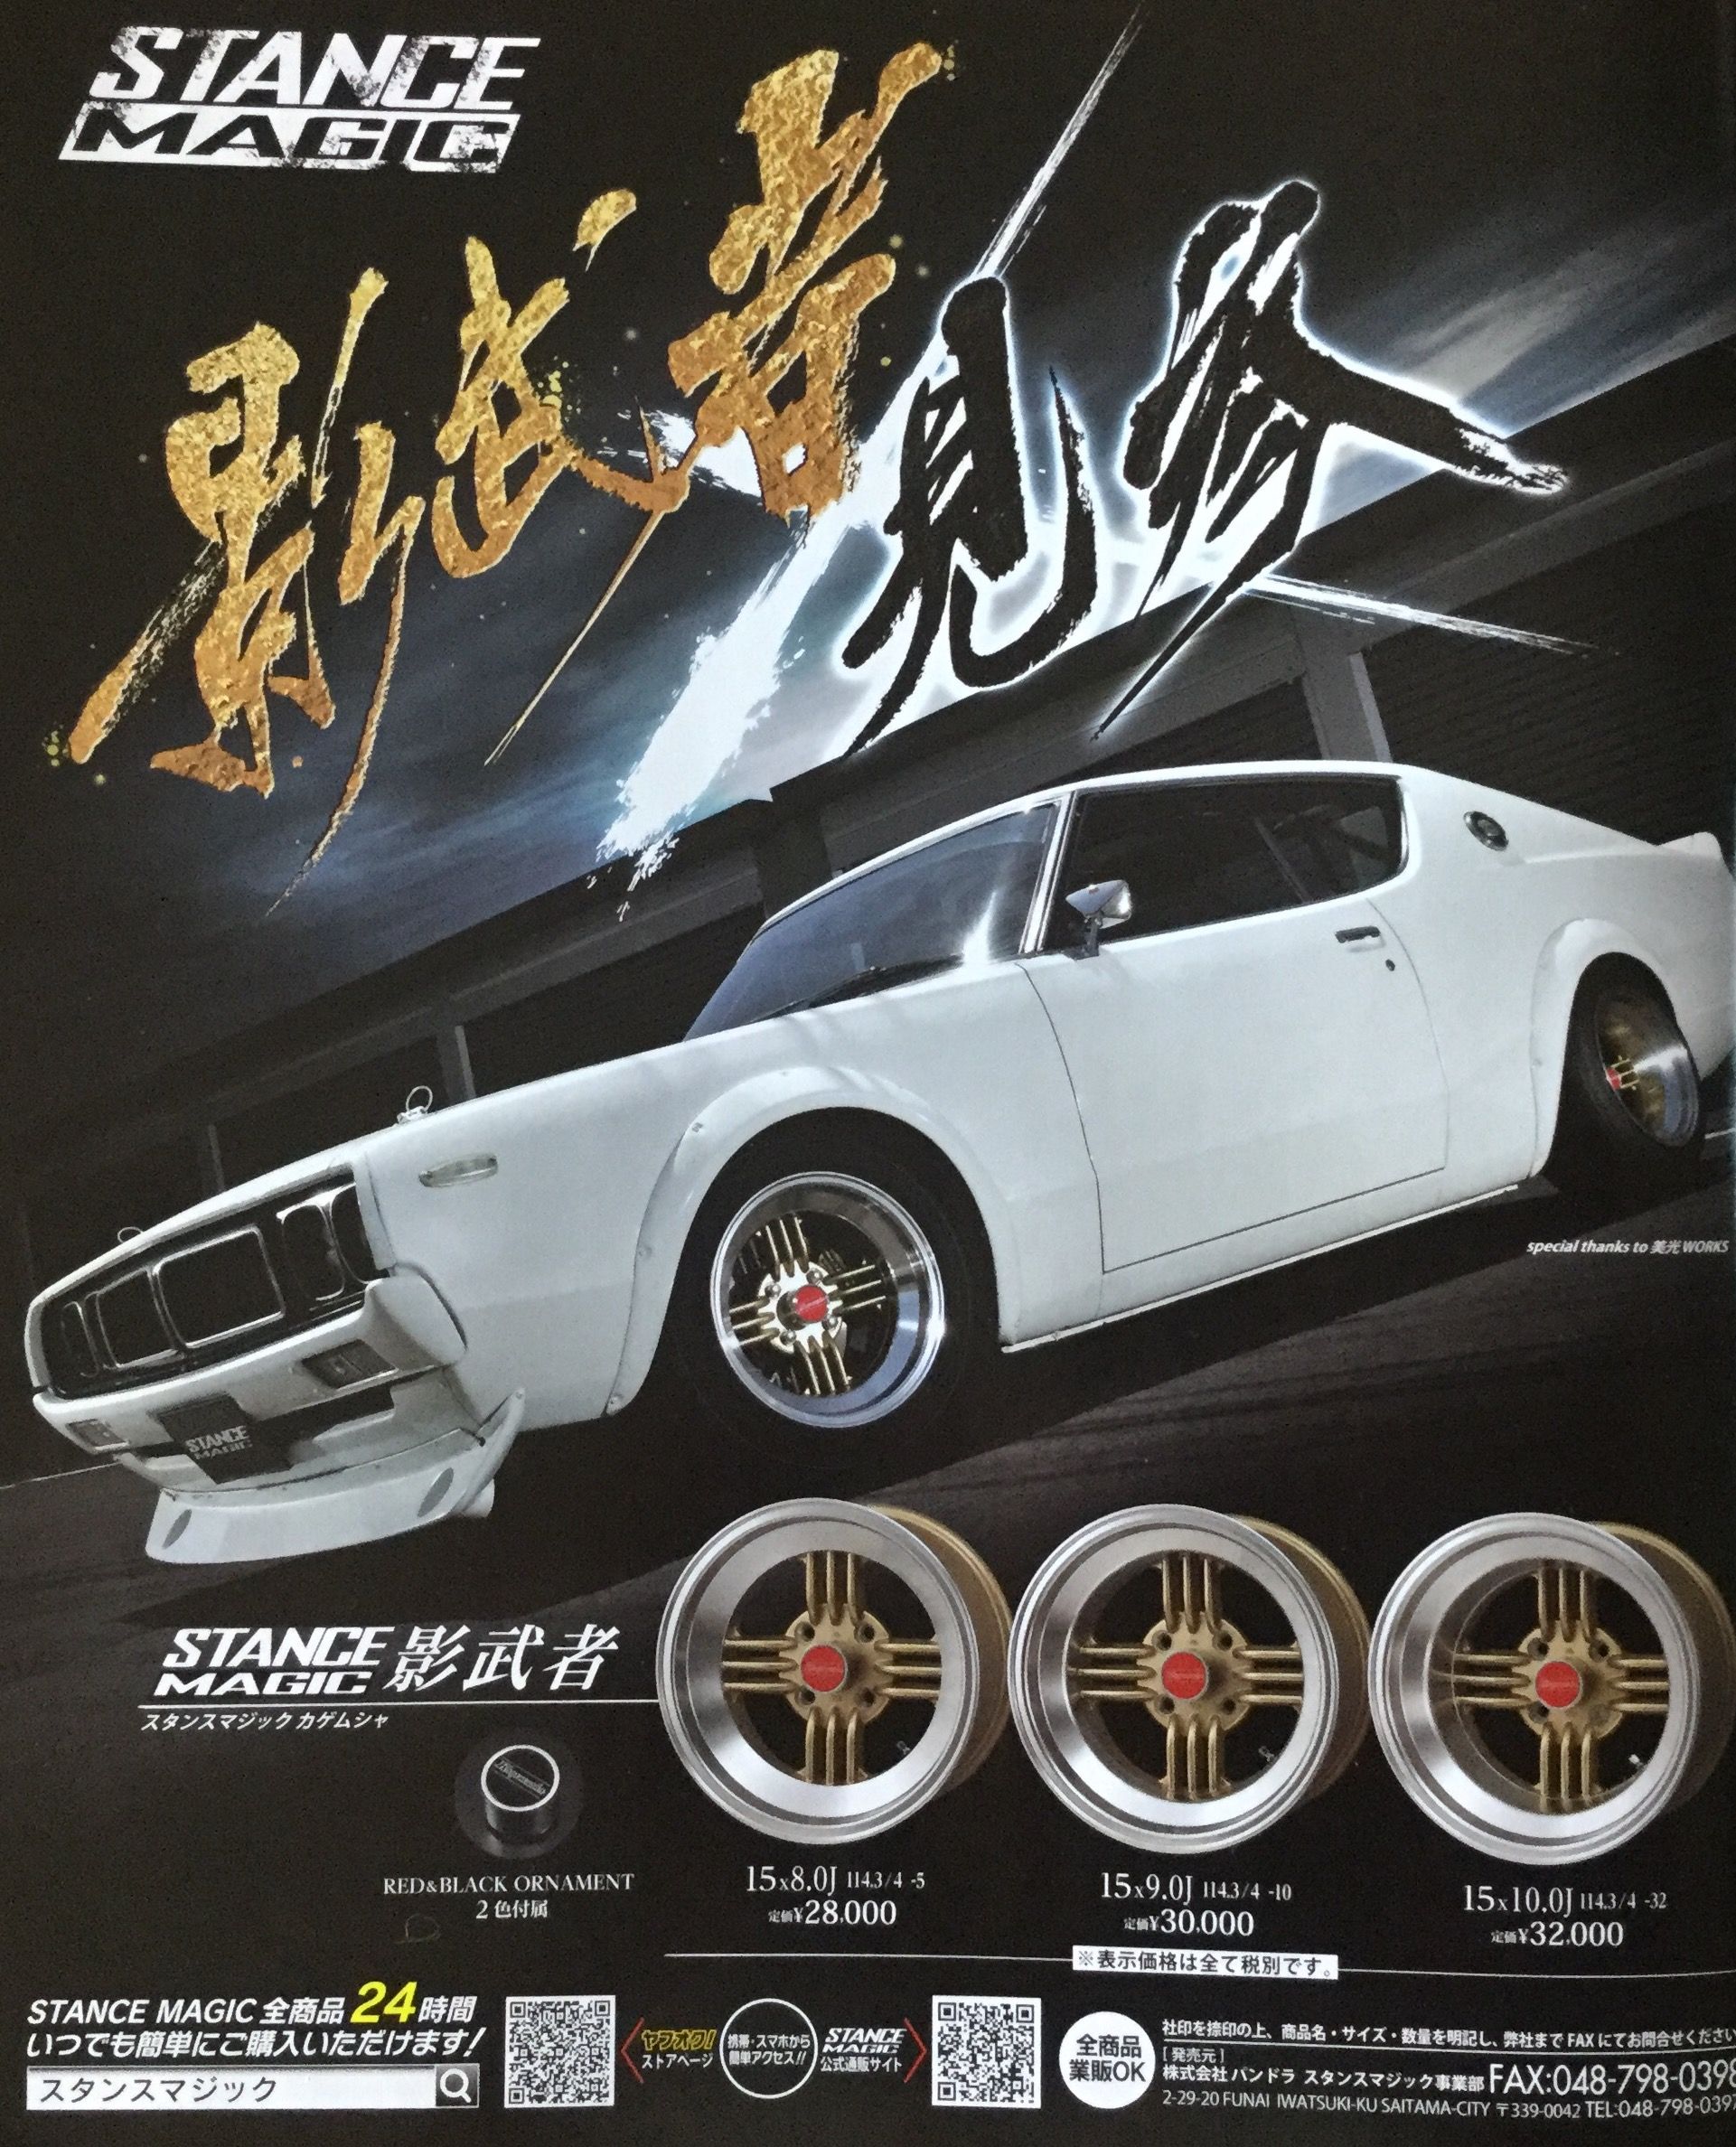 STANCE
MAGIC
影武者
見参
STANCE
MAGIC
special thanks to 美光WORKS
STANCE
MAGIC 影武者
スタンスマジック カゲムシャ
RED&BLACK ORNAMENT
2色付属
15x8.0J 114.3/4 -5
定価¥28,000
15x9.0J 114.3/4 -10
定価¥30,000
15x10.0J 114.3/4 -32
定価¥32,000
※表示価格は全て税別です。
STANCE MAGIC 全商品24時間
いつでも簡単にご購入いただけます!
スタンスマジック
ヤフオク!
ストアページ
携帯・スマホから
簡単アクセス!!
STANCE
MAGIC
公式通販サイト
全商品
業販OK
社印を捺印の上、商品名・サイズ・数量を明記し、弊社までFAXにてお問合せください
[発売元]
株式会社パンドラ スタンスマジック事業部 FAX:048-798-0398
2-29-20 FUNAI IWATSUKI-KU SAITAMA-CITY 〒339-0042 TEL:048-798-039